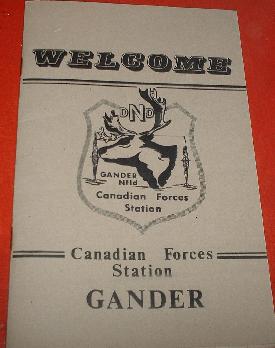 WELCOME
DND
GANDER
Nfld
Canadian Forces
Station
Canadian Forces
Station
GANDER